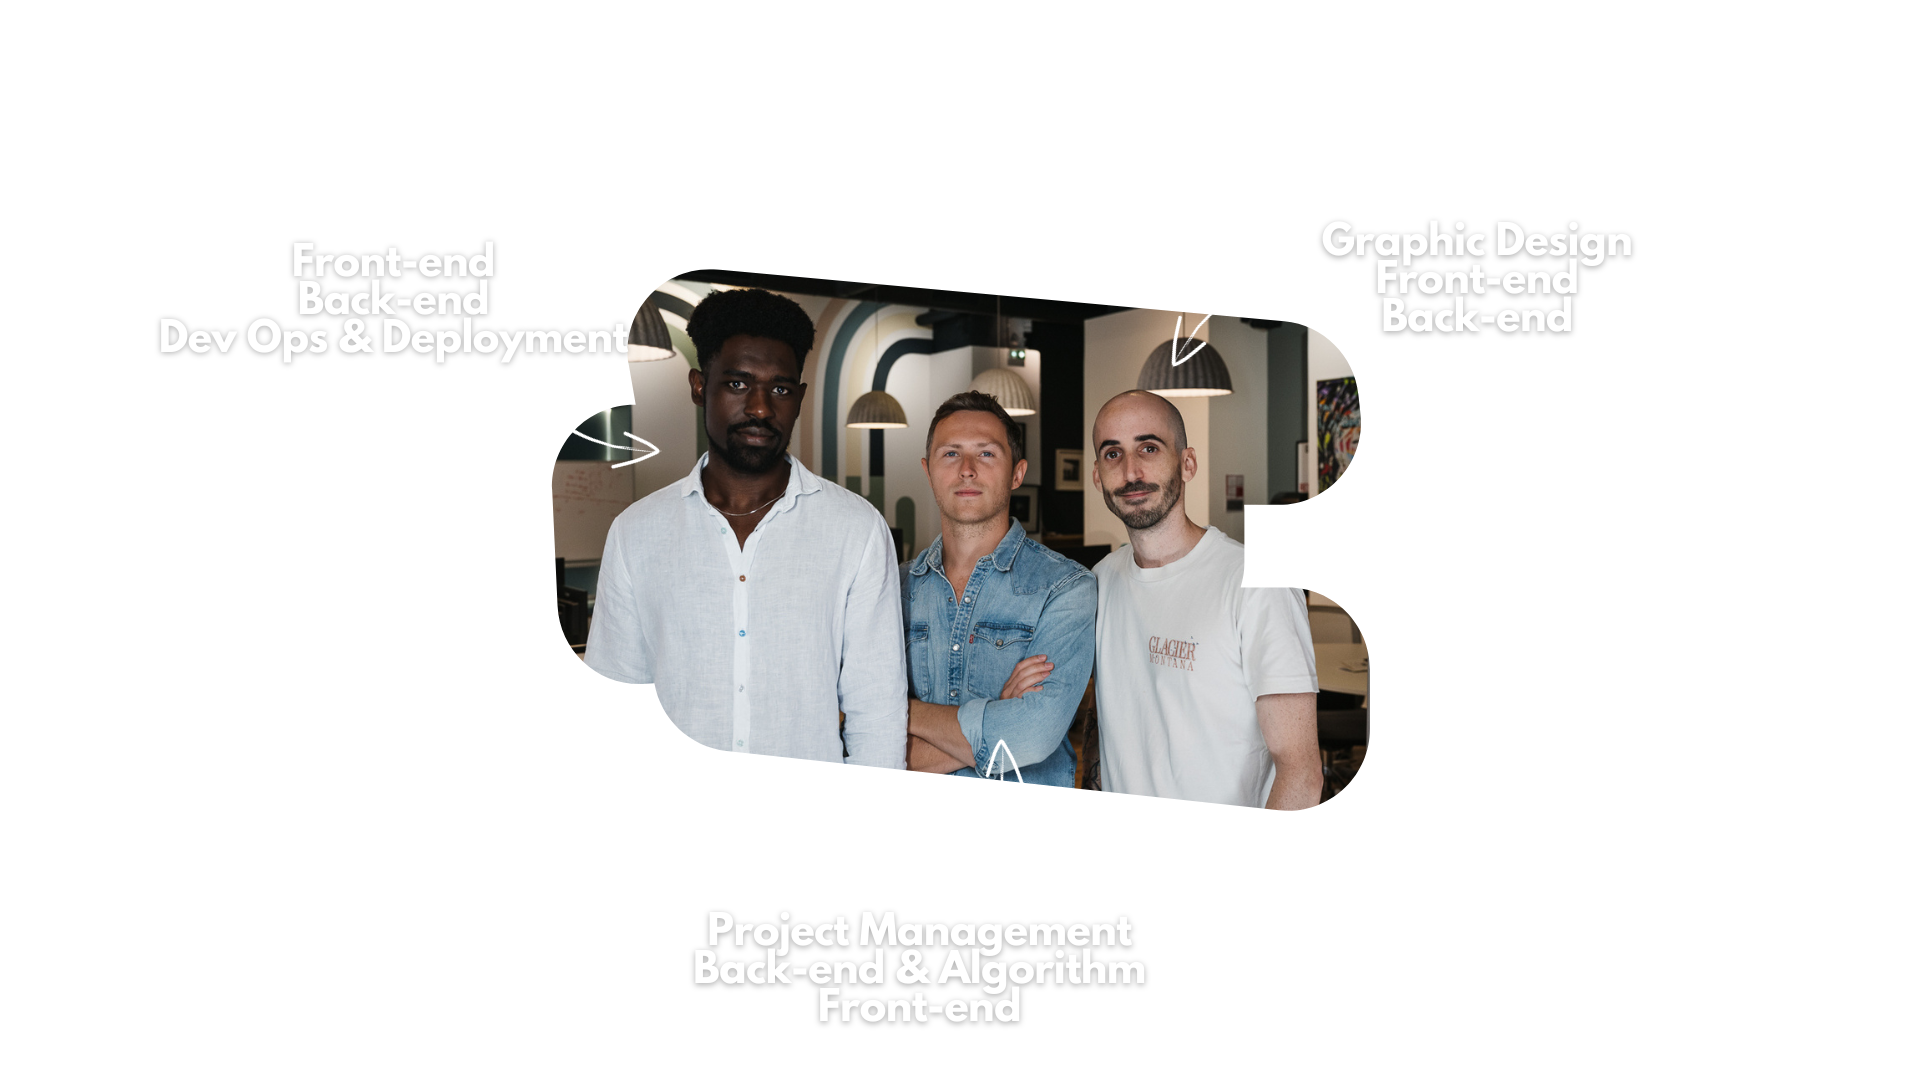 Graphic Design
Front-end
Back-end
Front-end
Back-end
Dev Ops & Deployment
GLACIER
MONTANA
Project Management
Back-end & Algorithm
Front-end